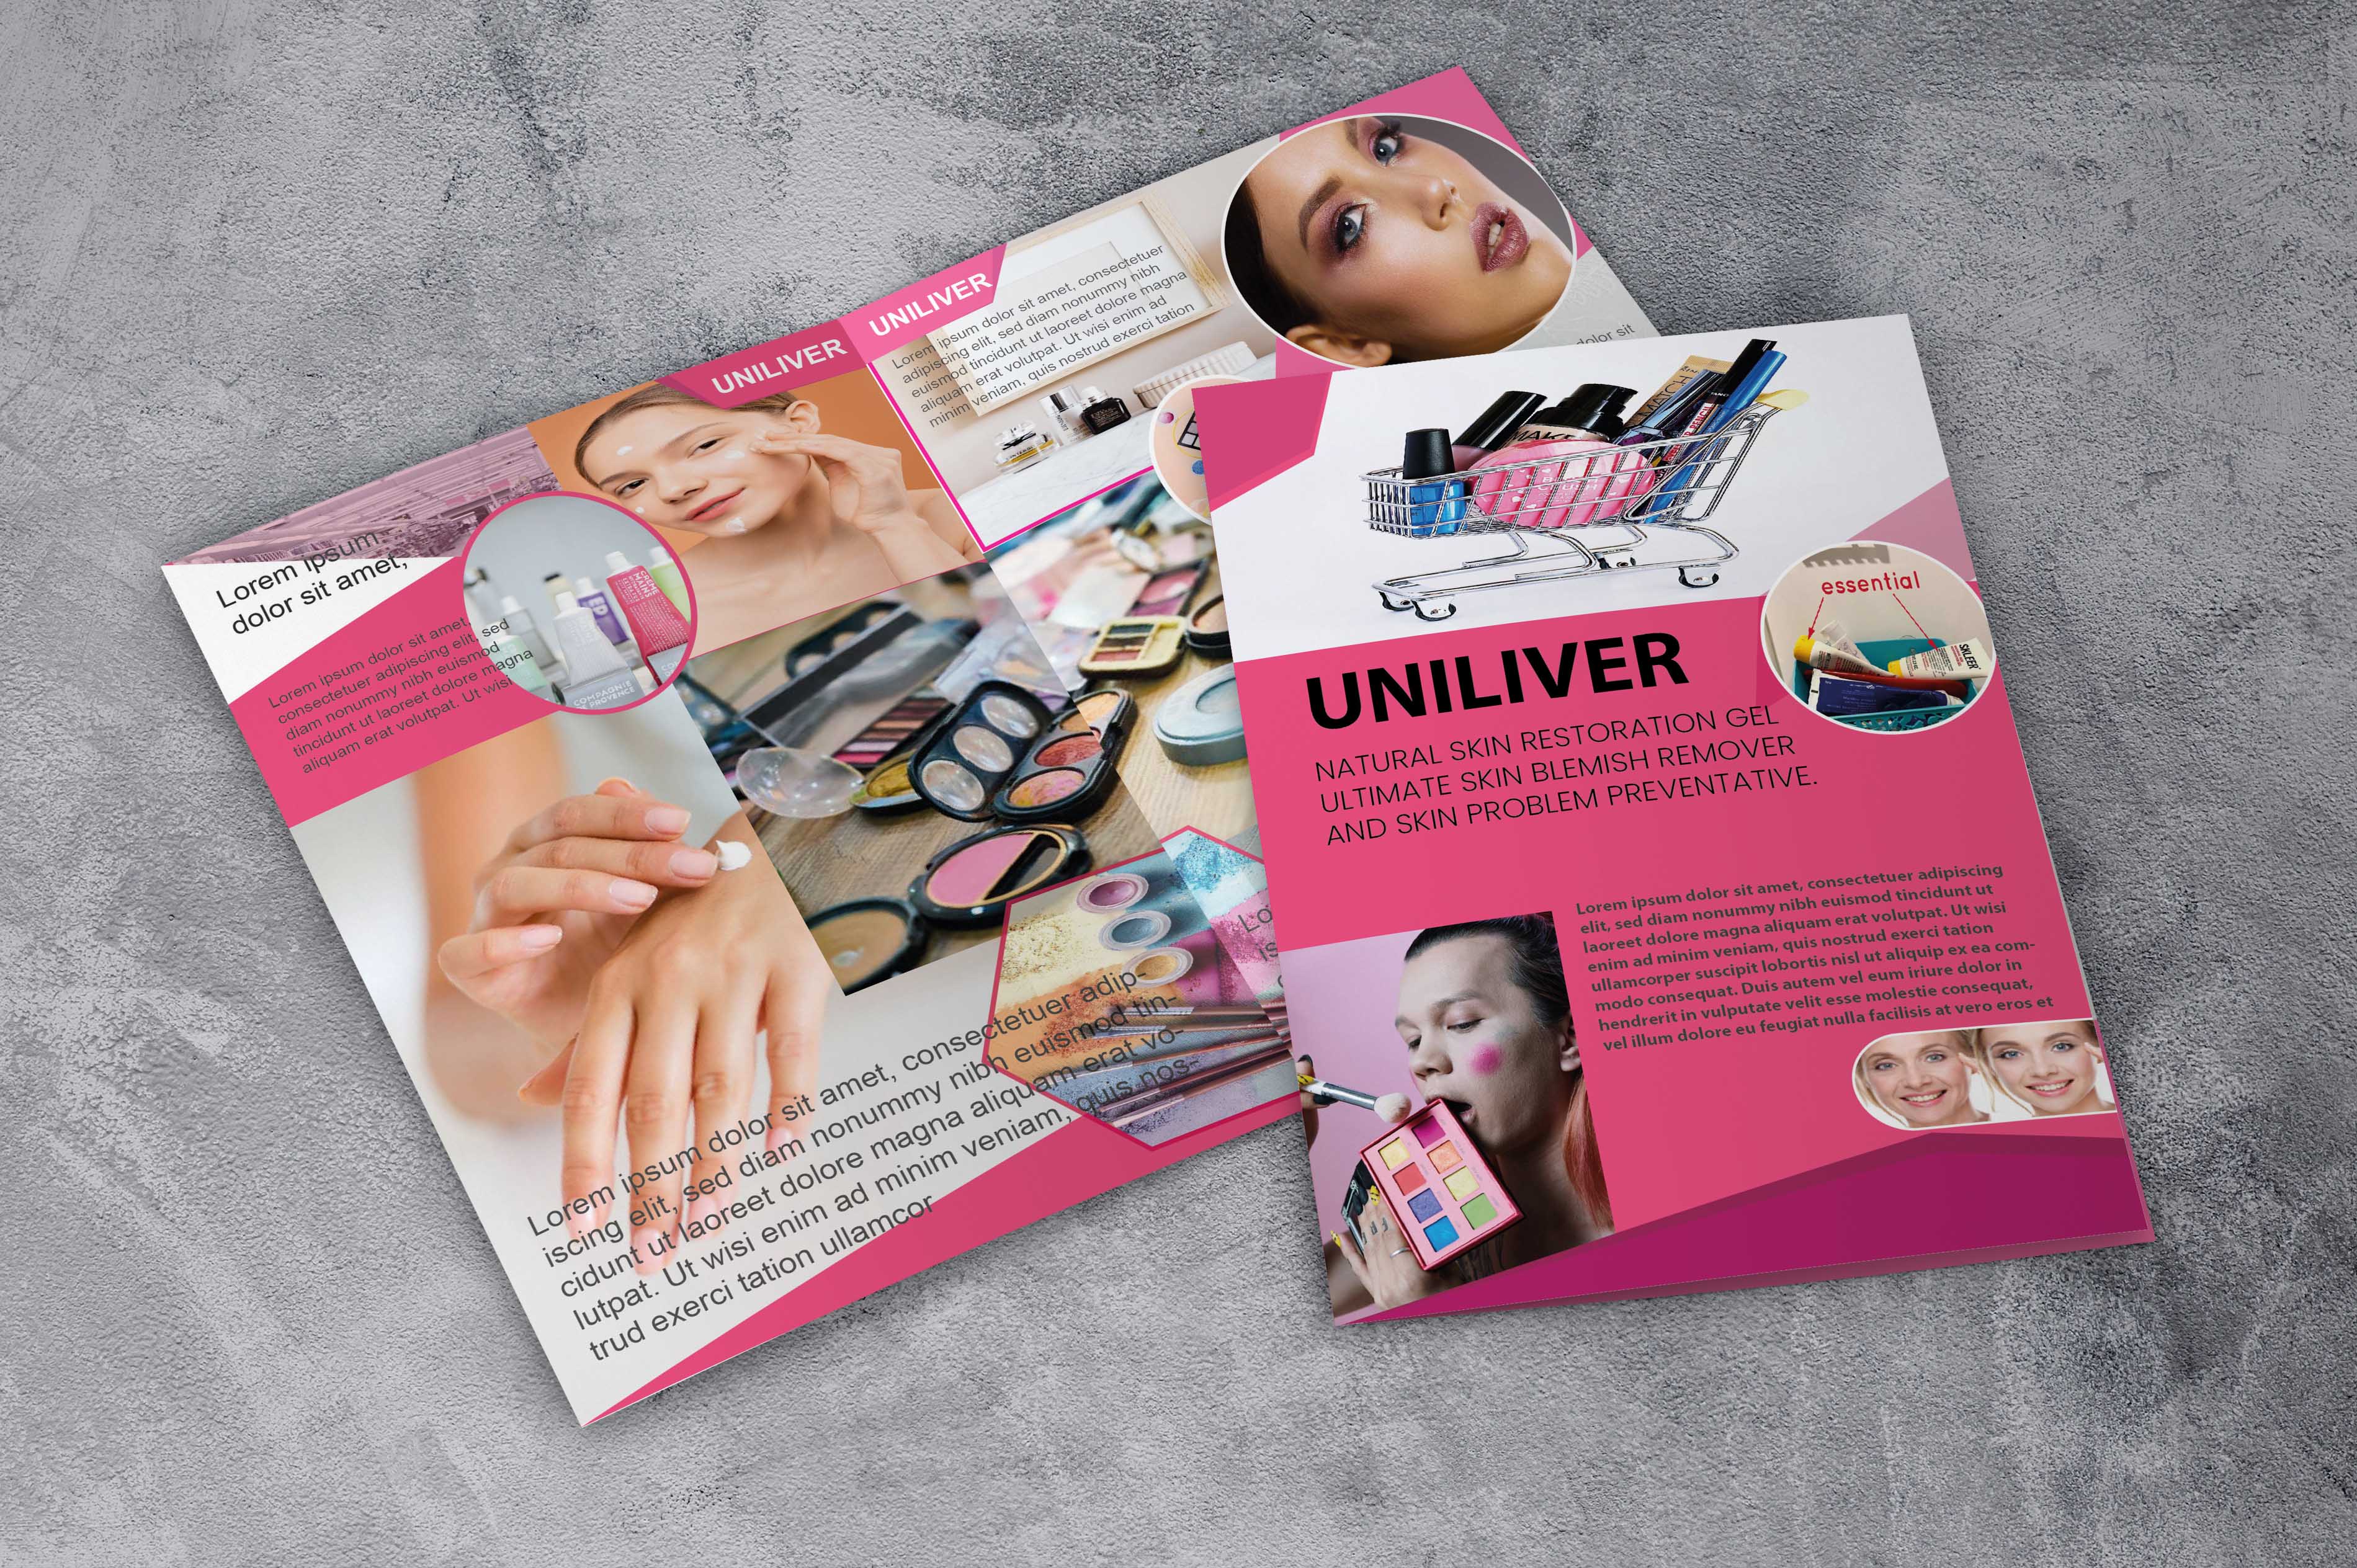 UNILIVER
Lorem ipsum
dolor sit amet,
Lorem ipsum dolor sit amet,
consectetuer adipiscing elit, sed
diam nonummy nibh euismod
tincidunt ut laoreet dolore magna
aliquam erat volutpat. Ut wisi
COMPAGNIE
DE PROVENCE
Lorem ipsum dolor sit amet, consectetuer adip-
iscing elit, sed diam nonummy nibh euismod tin-
cidunt ut laoreet dolore magna aliquam erat vo-
lutpat. Ut wisi enim ad minim veniam, quis nos-
trud exerci tation ullamcor
UNILIVER
Lorem ipsum dolor sit amet, consectetuer
adipiscing elit, sed diam nonummy nibh
euismod tincidunt ut laoreet dolore magna
aliquam erat volutpat. Ut wisi enim ad
minim veniam, quis nostrud exerci tation
dolor sit
MATCH
MAKE
essential
SKLEER
UNILIVER
NATURAL SKIN RESTORATION GEL
ULTIMATE SKIN BLEMISH REMOVER
AND SKIN PROBLEM PREVENTATIVE.
Lorem ipsum dolor sit amet, consectetuer adipiscing
elit, sed diam nonummy nibh euismod tincidunt ut
laoreet dolore magna aliquam erat volutpat. Ut wisi
enim ad minim veniam, quis nostrud exerci tation
ullamcorper suscipit lobortis nisl ut aliquip ex ea com-
modo consequat. Duis autem vel eum iriure dolor in
hendrerit in vulputate velit esse molestie consequat,
vel illum dolore eu feugiat nulla facilisis at vero eros et